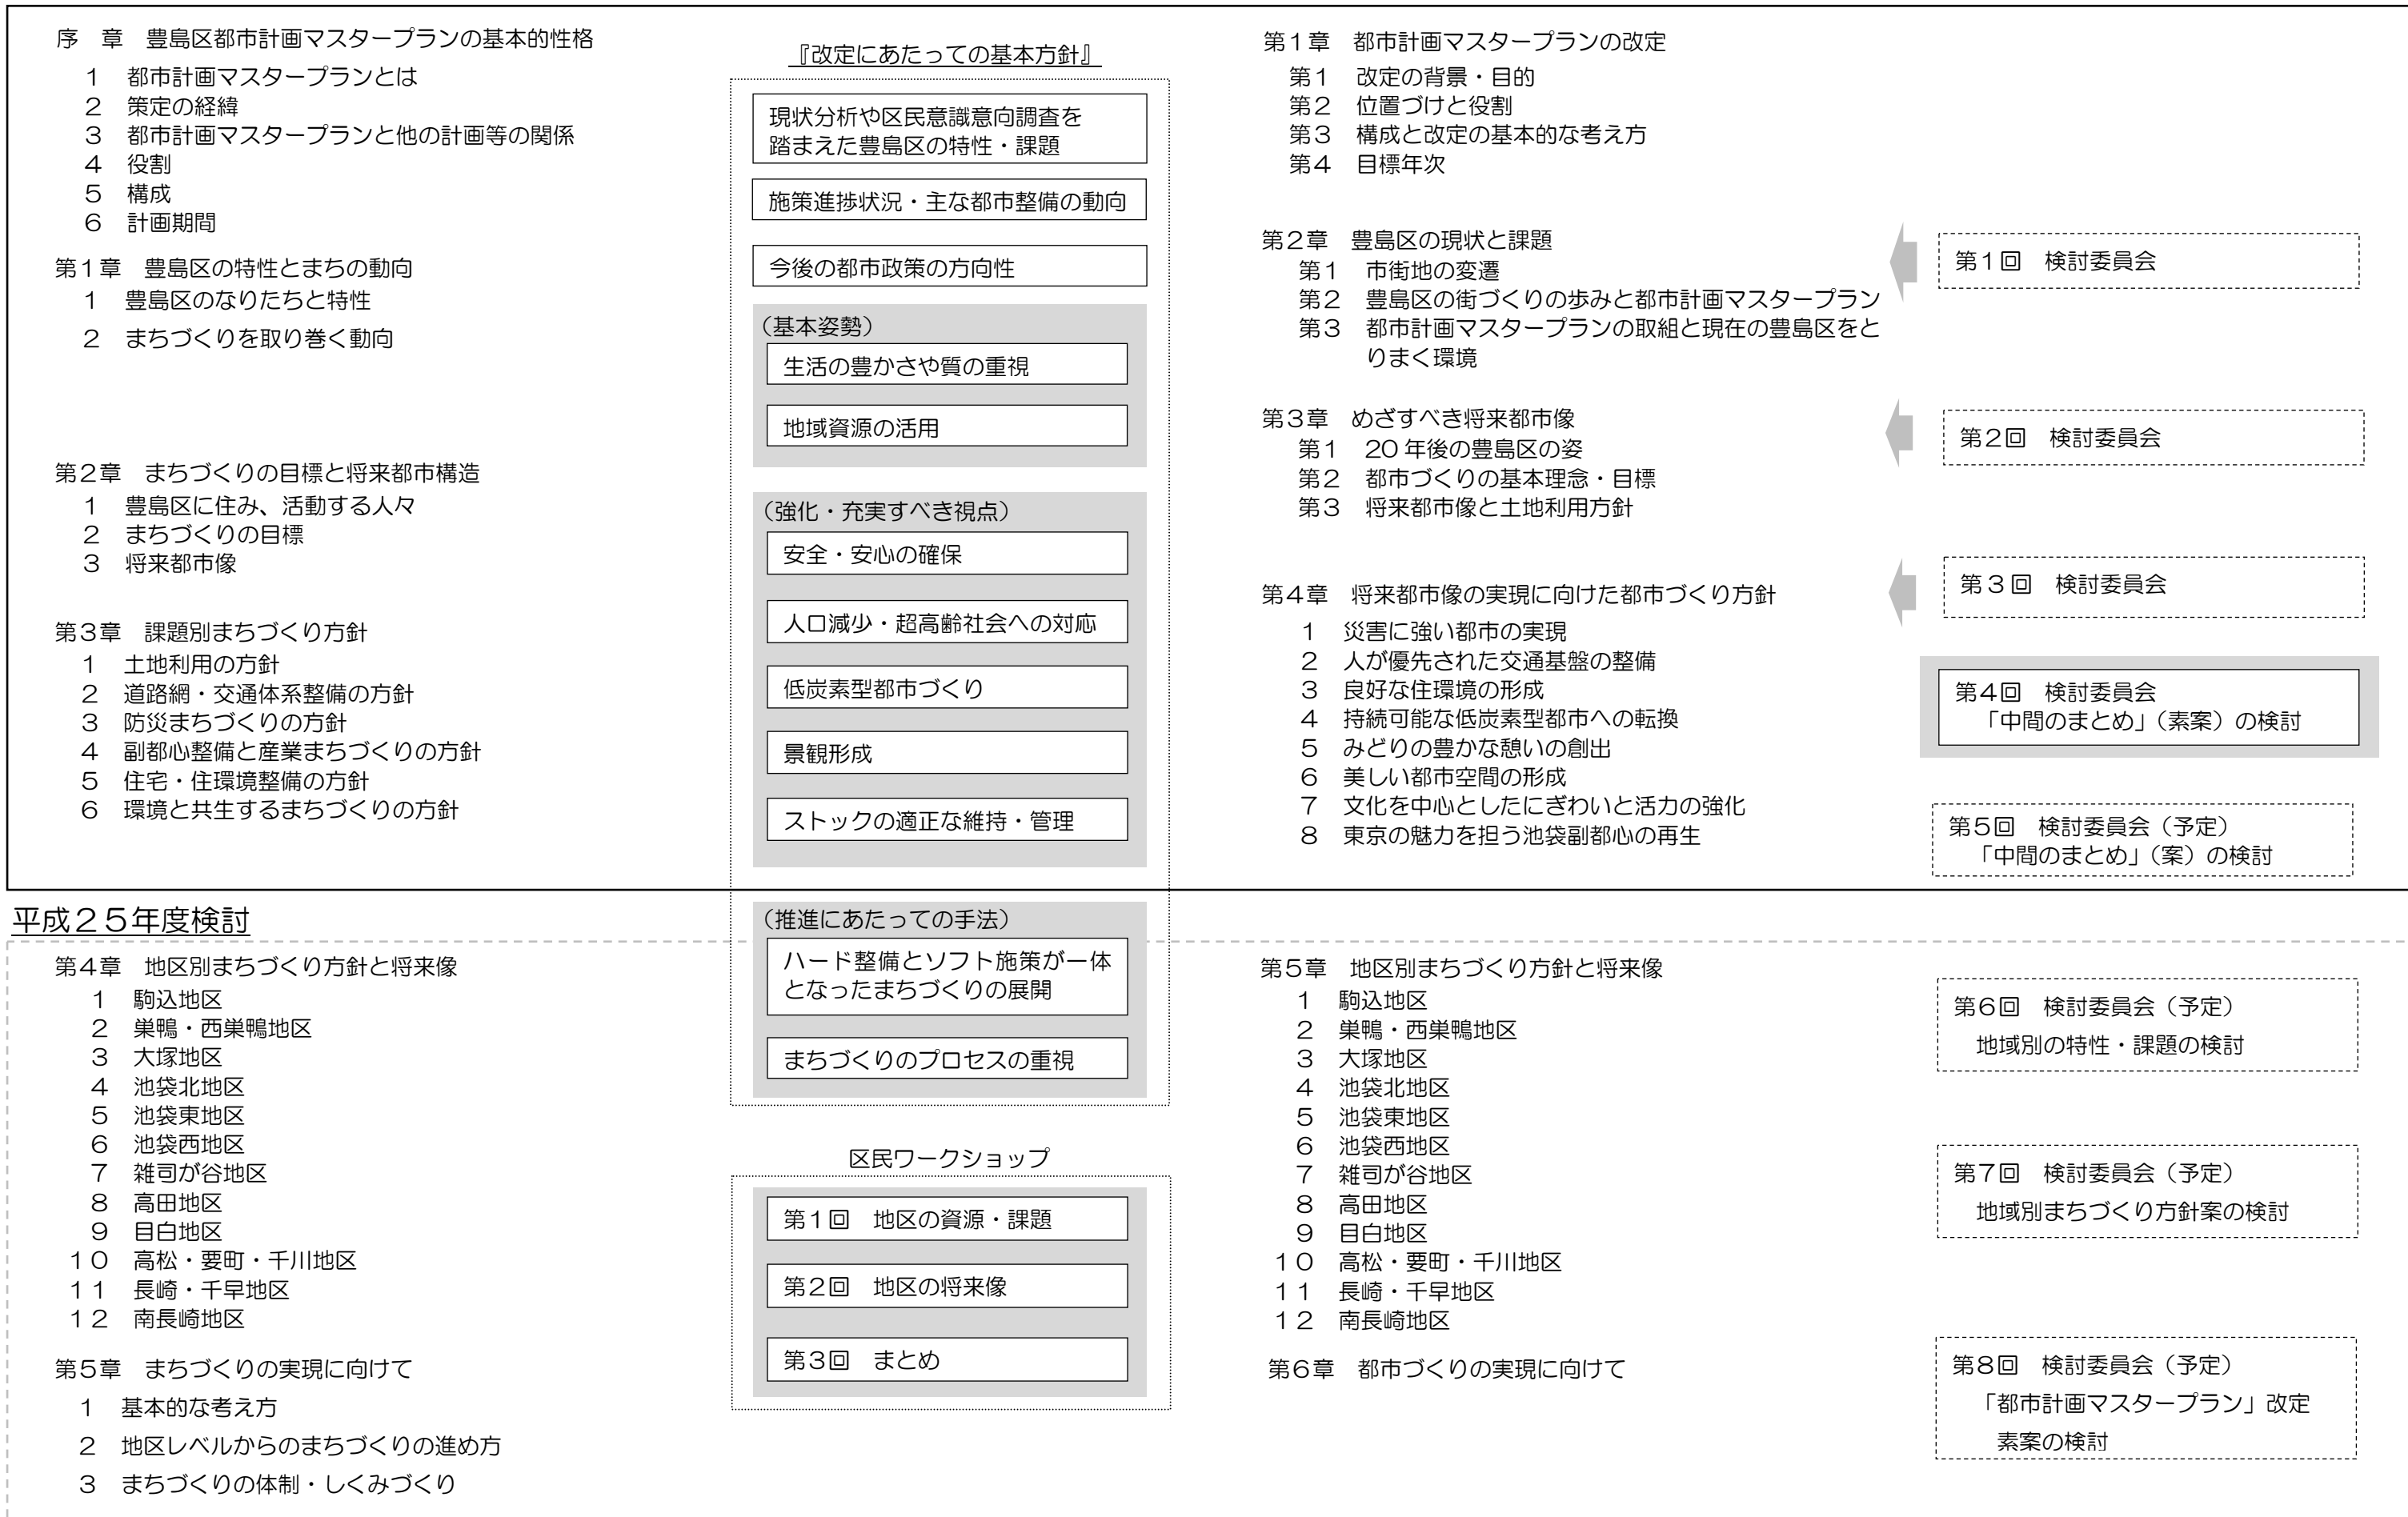 序　章　豊島区都市計画マスタープランの基本的性格
１　都市計画マスタープランとは
２　策定の経緯
３　都市計画マスタープランと他の計画等の関係
４　役割
５　構成
６　計画期間
第１章　豊島区の特性とまちの動向
１　豊島区のなりたちと特性
２　まちづくりを取り巻く動向
第２章　まちづくりの目標と将来都市構造
１　豊島区に住み、活動する人々
２　まちづくりの目標
３　将来都市像
第３章　課題別まちづくり方針
１　土地利用の方針
２　道路網・交通体系整備の方針
３　防災まちづくりの方針
４　副都心整備と産業まちづくりの方針
５　住宅・住環境整備の方針
６　環境と共生するまちづくりの方針
『改定にあたっての基本方針』
現状分析や区民意識意向調査を
踏まえた豊島区の特性・課題
施策進捗状況・主な都市整備の動向
今後の都市政策の方向性
（基本姿勢）
生活の豊かさや質の重視
地域資源の活用
（強化・充実すべき視点）
安全・安心の確保
人口減少・超高齢社会への対応
低炭素型都市づくり
景観形成
ストックの適正な維持・管理
第１章　都市計画マスタープランの改定
第１　改定の背景・目的
第２　位置づけと役割
第３　構成と改定の基本的な考え方
第４　目標年次
第２章　豊島区の現状と課題
第１　市街地の変遷
第２　豊島区の街づくりの歩みと都市計画マスタープラン
第３　都市計画マスタープランの取組と現在の豊島区をと
りまく環境
第３章　めざすべき将来都市像
第１　20年後の豊島区の姿
第２　都市づくりの基本理念・目標
第３　将来都市像と土地利用方針
第４章　将来都市像の実現に向けた都市づくり方針
１　災害に強い都市の実現
２　人が優先された交通基盤の整備
３　良好な住環境の形成
４　持続可能な低炭素型都市への転換
５　みどりの豊かな憩いの創出
６　美しい都市空間の形成
７　文化を中心としたにぎわいと活力の強化
８　東京の魅力を担う池袋副都心の再生
第１回　検討委員会
第２回　検討委員会
第３回　検討委員会
第４回　検討委員会
「中間のまとめ」（素案）の検討
第５回　検討委員会（予定）
「中間のまとめ」（案）の検討
平成２５年度検討
第４章　地区別まちづくり方針と将来像
１　駒込地区
２　巣鴨・西巣鴨地区
３　大塚地区
４　池袋北地区
５　池袋東地区
６　池袋西地区
７　雑司が谷地区
８　高田地区
９　目白地区
１０　高松・要町・千川地区
１１　長崎・千早地区
１２　南長崎地区
第５章　まちづくりの実現に向けて
１　基本的な考え方
２　地区レベルからのまちづくりの進め方
３　まちづくりの体制・しくみづくり
（推進にあたっての手法）
ハード整備とソフト施策が一体
となったまちづくりの展開
まちづくりのプロセスの重視
区民ワークショップ
第１回　地区の資源・課題
第２回　地区の将来像
第３回　まとめ
第５章　地区別まちづくり方針と将来像
１　駒込地区
２　巣鴨・西巣鴨地区
３　大塚地区
４　池袋北地区
５　池袋東地区
６　池袋西地区
７　雑司が谷地区
８　高田地区
９　目白地区
１０　高松・要町・千川地区
１１　長崎・千早地区
１２　南長崎地区
第６章　都市づくりの実現に向けて
第６回　検討委員会（予定）
地域別の特性・課題の検討
第７回　検討委員会（予定）
地域別まちづくり方針案の検討
第８回　検討委員会（予定）
「都市計画マスタープラン」改定
素案の検討